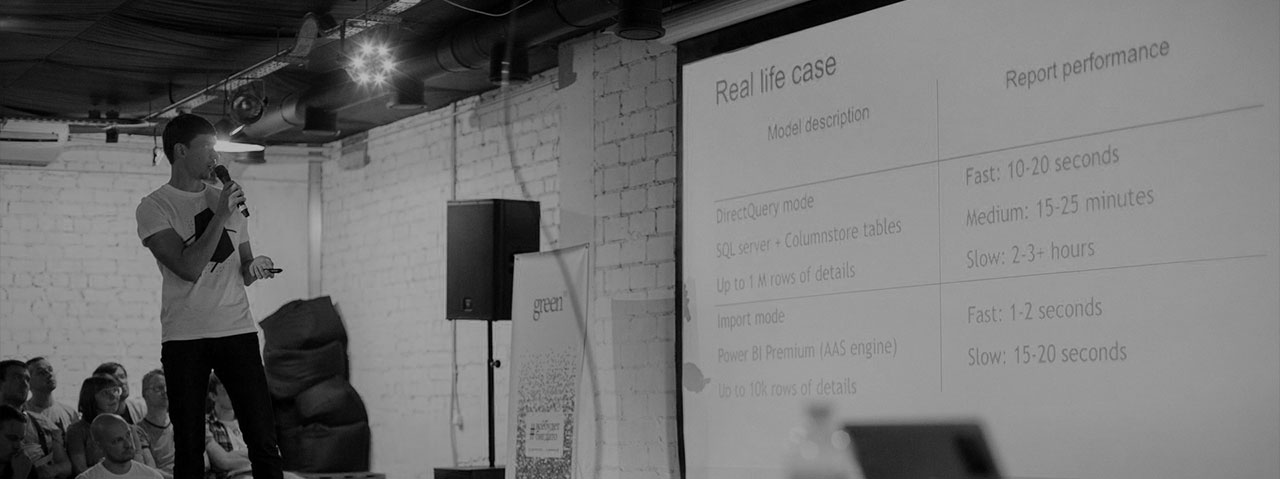 Real life case
Model description
Report performance
DirectQuery mode
SQL server + Columnstore tables
Up to 1 M rows of details
Fast: 10-20 seconds
Medium: 15-25 minutes
Slow: 2-3+ hours
Import mode
Power BI Premium (AAS engine)
Up to 10k rows of details
Fast: 1-2 seconds
Slow: 15-20 seconds
green